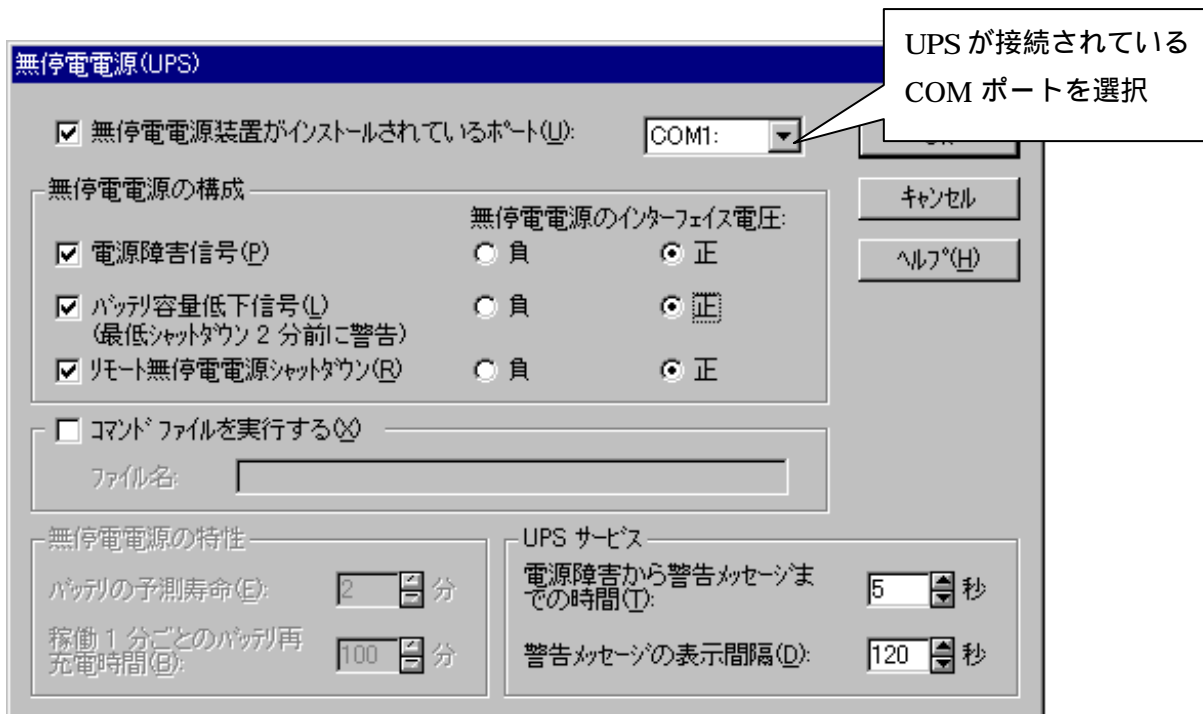 UPS が接続されている
COM ポートを選択
無停電電源(UPS)
無停電電源装置がインストールされているポート(U): COM1:
キャンセル
ヘルプ(H)
無停電電源の構成
無停電電源のインターフェイス電圧:
電源障害信号(P) 負 正
バッテリ容量低下信号(L) 負 正
(最低シャットダウン 2 分前に警告)
リモート無停電電源シャットダウン(R) 負 正
コマンド ファイルを実行する(X)
ファイル名:
無停電電源の特性
バッテリの予測寿命(E): 2 分
稼働 1 分ごとのバッテリ再
充電時間(B): 100 分
UPS サービス
電源障害から警告メッセージま
での時間(T): 5 秒
警告メッセージの表示間隔(D): 120 秒